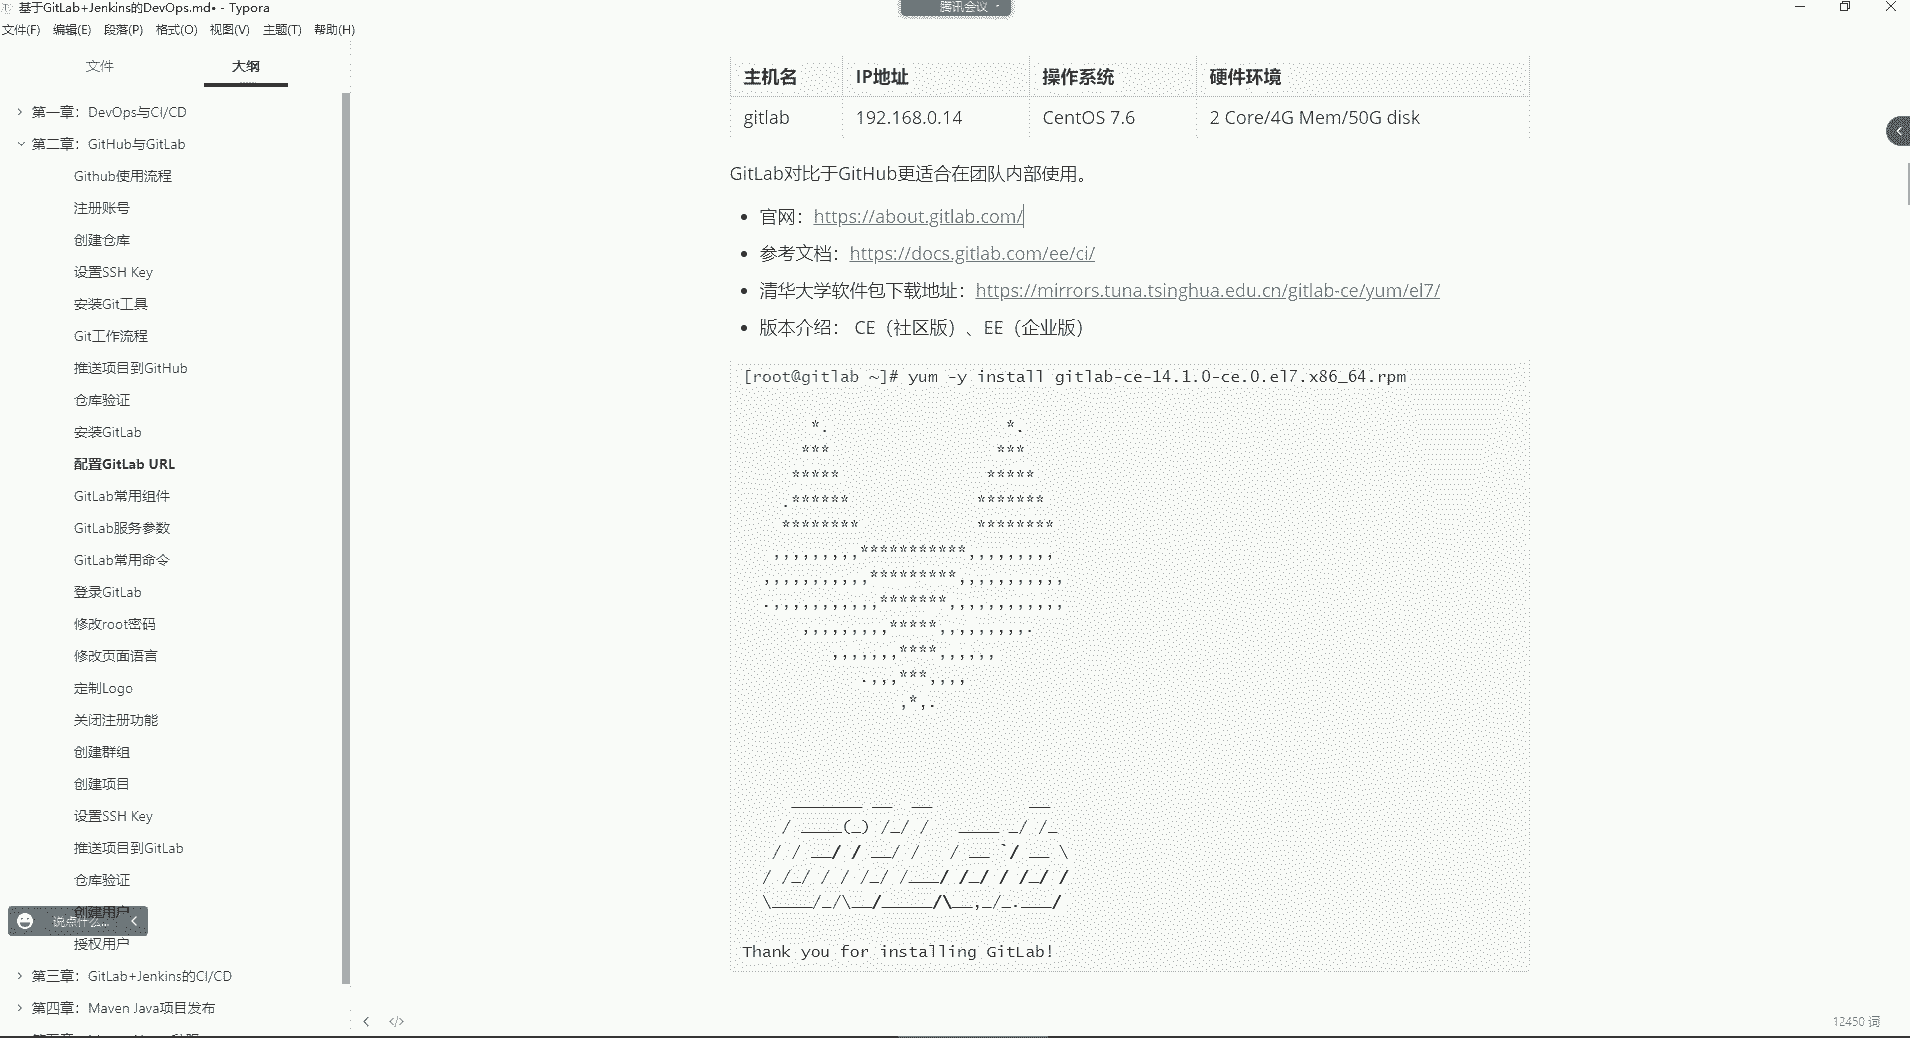 基于GitLab+Jenkins的DevOps.md• - Typora
腾讯会议
文件(F) 编辑(E) 段落(P) 格式(O) 视图(V) 主题(T) 帮助(H)
文件 大纲
第一章：DevOps与CI/CD
第二章：GitHub与GitLab
Github使用流程
注册账号
创建仓库
设置SSH Key
安装Git工具
Git工作流程
推送项目到GitHub
仓库验证
安装GitLab
配置GitLab URL
GitLab常用组件
GitLab服务参数
GitLab常用命令
登录GitLab
修改root密码
修改页面语言
定制Logo
关闭注册功能
创建群组
创建项目
设置SSH Key
推送项目到GitLab
仓库验证
创建用户
说点什么...
授权用户
第三章：GitLab+Jenkins的CI/CD
第四章：Maven Java项目发布
主机名 IP地址 操作系统 硬件环境
gitlab 192.168.0.14 CentOS 7.6 2 Core/4G Mem/50G disk
GitLab对比于GitHub更适合在团队内部使用。
• 官网：https://about.gitlab.com/
• 参考文档：https://docs.gitlab.com/ee/ci/
• 清华大学软件包下载地址：https://mirrors.tuna.tsinghua.edu.cn/gitlab-ce/yum/el7/
• 版本介绍： CE（社区版）、EE（企业版）
[root@gitlab ~]# yum -y install gitlab-ce-14.1.0-ce.0.el7.x86_64.rpm
Thank you for installing GitLab!
12450 词